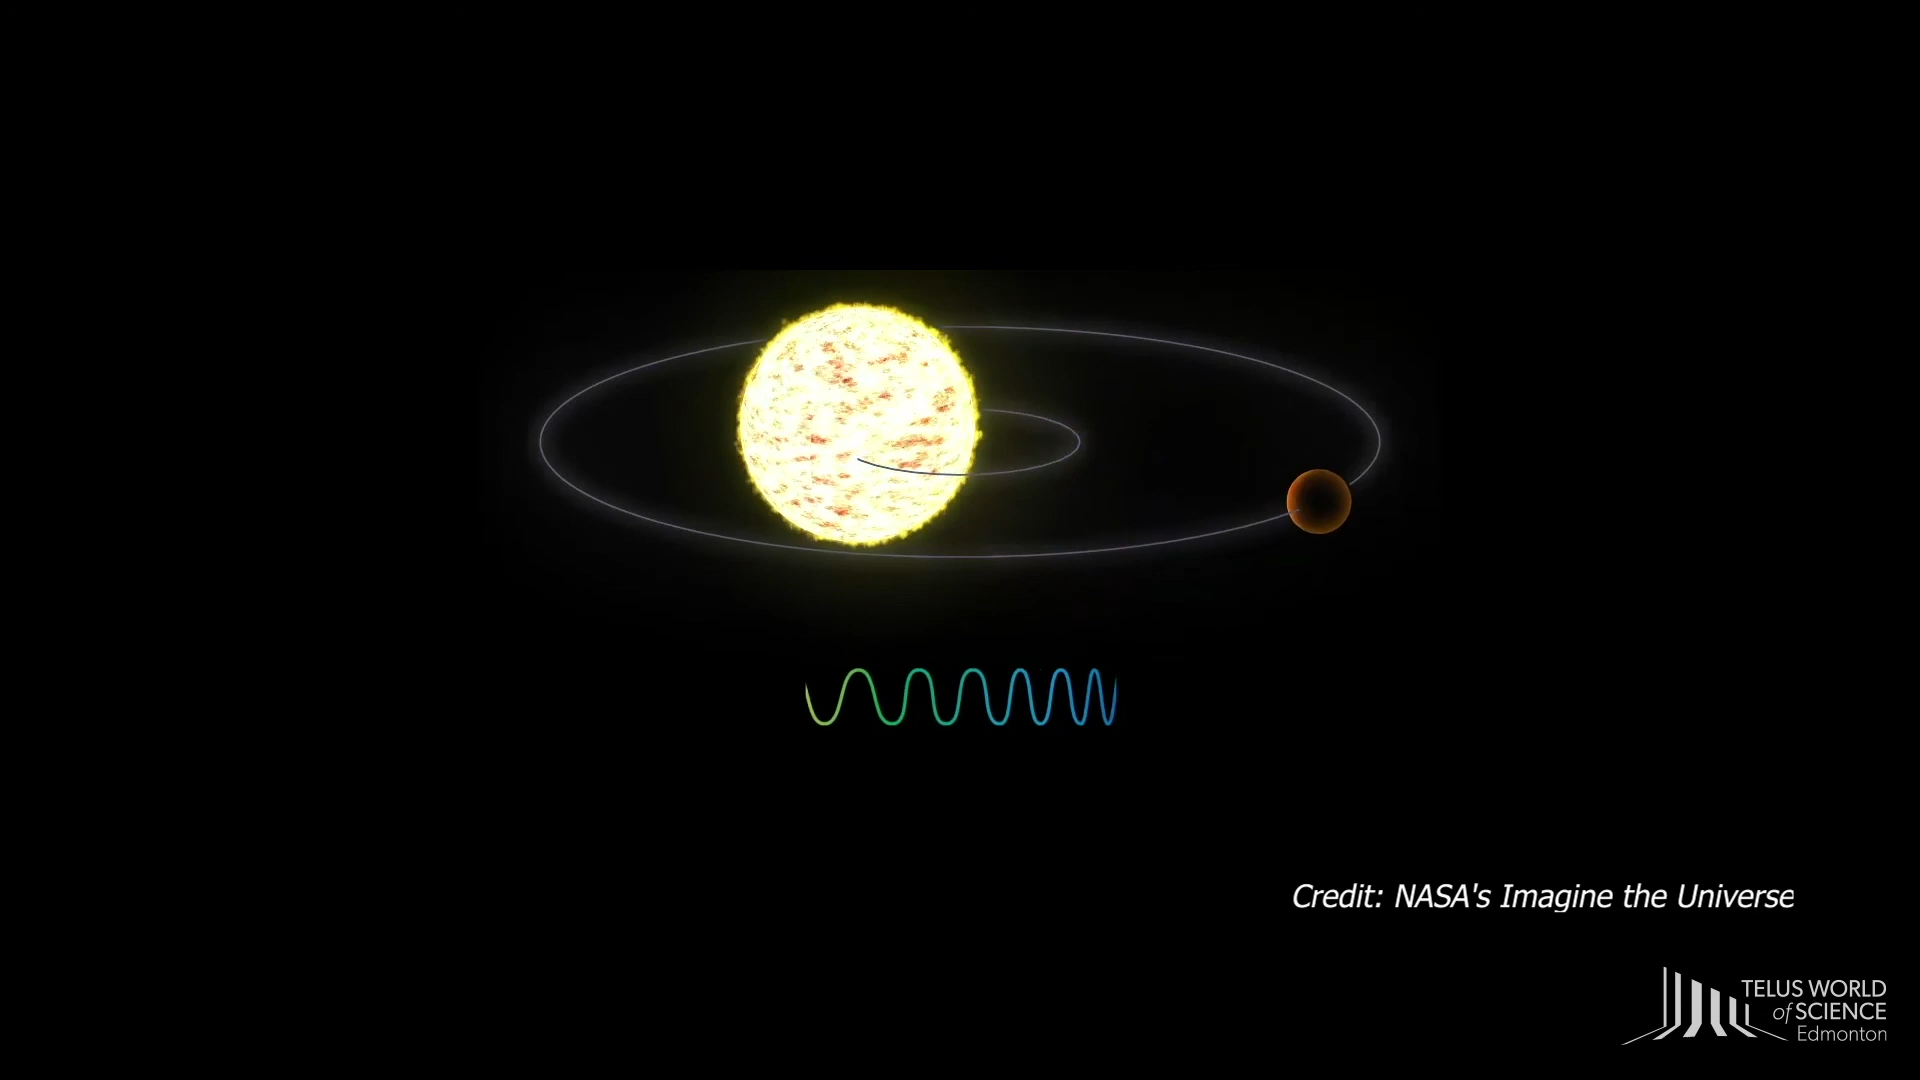 Credit: NASA's Imagine the Universe
TELUS WORLD
of SCIENCE
Edmonton